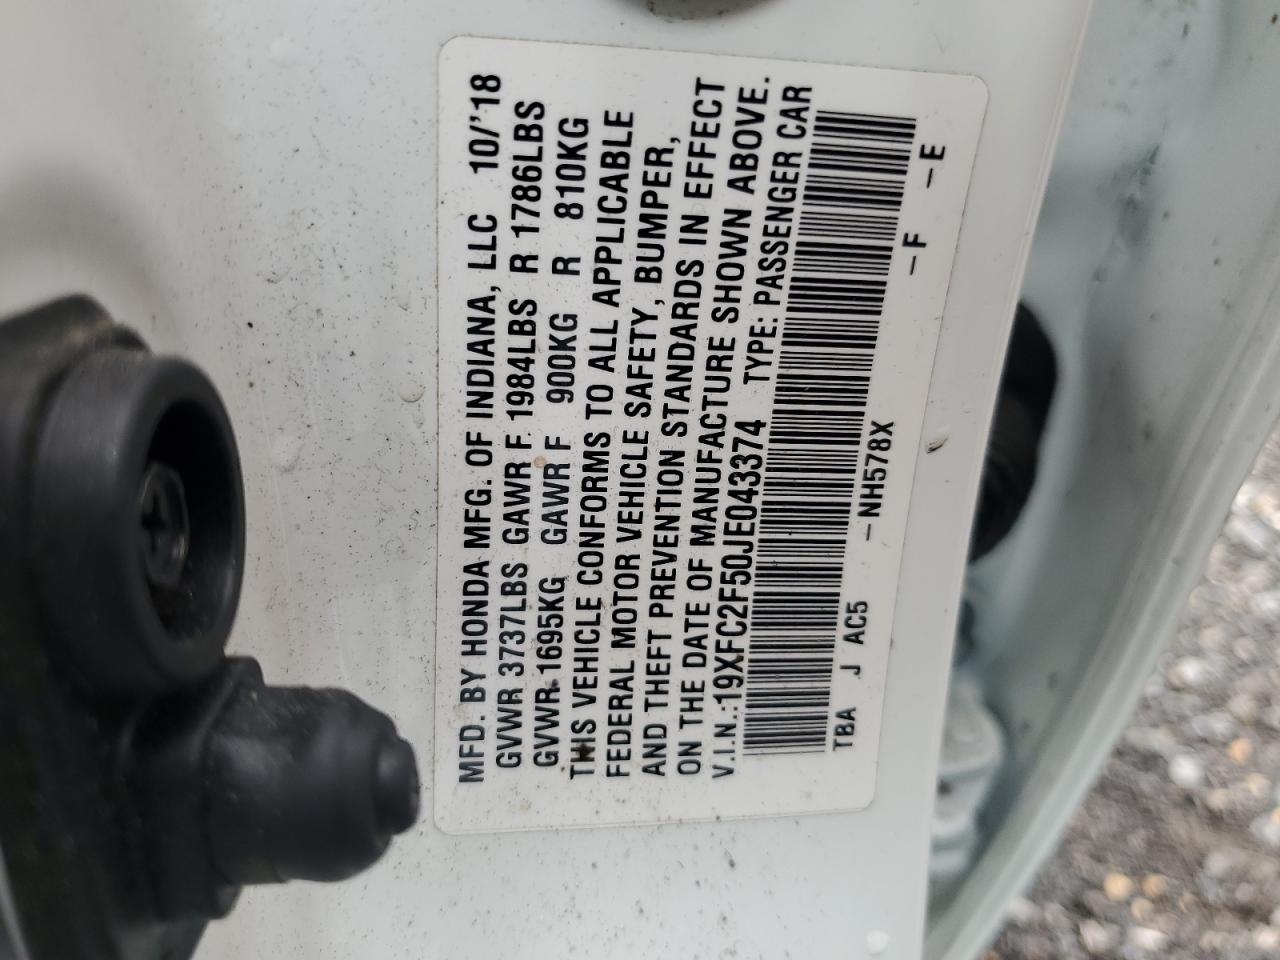 MFD. BY HONDA MFG. OF INDIANA, LLC 10/'18
GVWR 3737LBS GAWR F 1984LBS R 1786LBS
GVWR 1695KG GAWR F 900KG R 810KG
THIS VEHICLE CONFORMS TO ALL APPLICABLE
FEDERAL MOTOR VEHICLE SAFETY, BUMPER,
AND THEFT PREVENTION STANDARDS IN EFFECT
ON THE DATE OF MANUFACTURE SHOWN ABOVE.
V.I.N.:19XFC2F50JE043374 TYPE: PASSENGER CAR
TBA J AC5 -NH578X -F -E